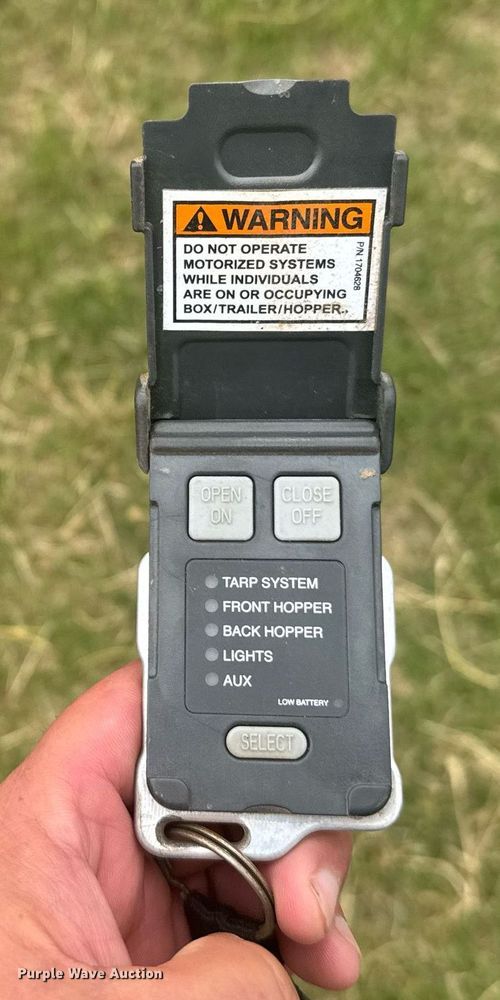 WARNING
DO NOT OPERATE
MOTORIZED SYSTEMS
WHILE INDIVIDUALS
ARE ON OR OCCUPYING
BOX/TRAILER/HOPPER.
P/N 1704628
OPEN
ON
CLOSE
OFF
TARP SYSTEM
FRONT HOPPER
BACK HOPPER
LIGHTS
AUX
LOW BATTERY
SELECT
Purple Wave Auction